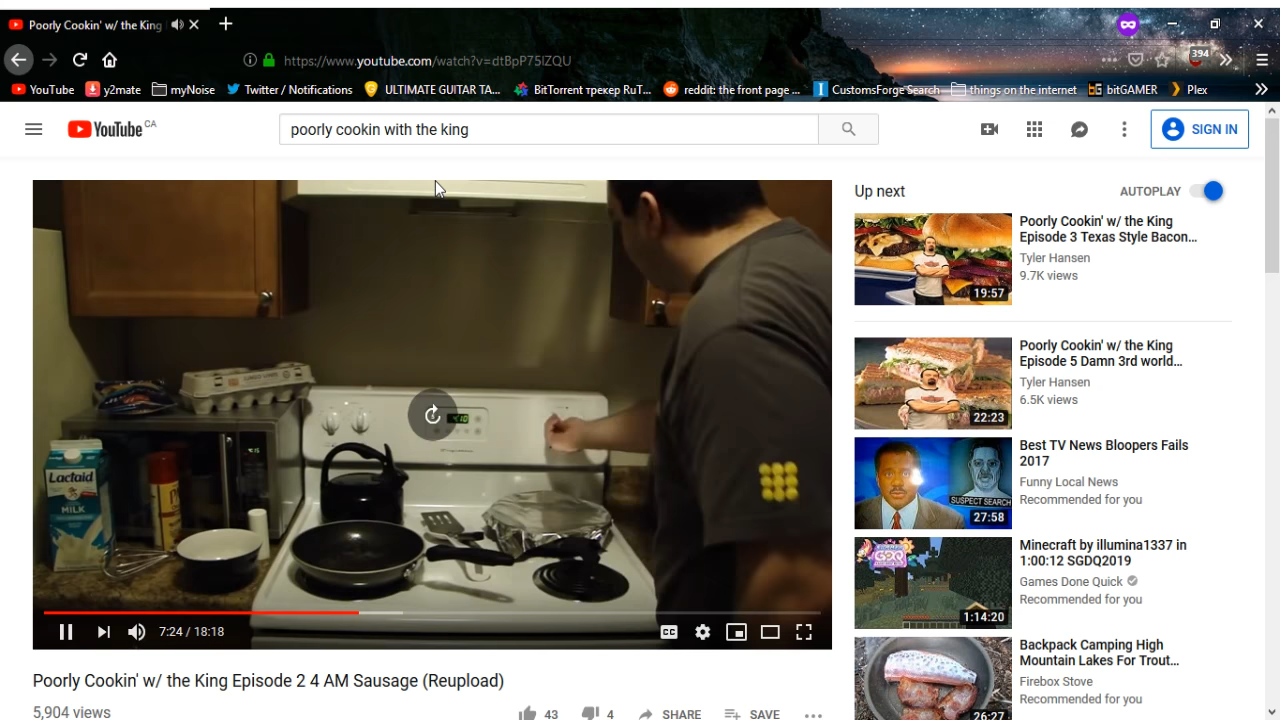 Poorly Cookin' w/ the King
https://www.youtube.com/watch?v=dtBpP75lZQU
394
YouTube
y2mate
myNoise
Twitter / Notifications
ULTIMATE GUITAR TA...
BitTorrent трекер RuT...
reddit: the front page ...
CustomsForge Search
things on the internet
bitGAMER
Plex
YouTube CA
poorly cookin with the king
SIGN IN
Lactaid
MILK
7:24 / 18:18
CC
Poorly Cookin' w/ the King Episode 2 4 AM Sausage (Reupload)
5,904 views
43
4
SHARE
SAVE
Up next
AUTOPLAY
19:57
Poorly Cookin' w/ the King
Episode 3 Texas Style Bacon...
Tyler Hansen
9.7K views
22:23
Poorly Cookin' w/ the King
Episode 5 Damn 3rd world...
Tyler Hansen
6.5K views
SUSPECT SEARCH
27:58
Best TV News Bloopers Fails
2017
Funny Local News
Recommended for you
1:14:20
Minecraft by illumina1337 in
1:00:12 SGDQ2019
Games Done Quick
Recommended for you
26:27
Backpack Camping High
Mountain Lakes For Trout...
Firebox Stove
Recommended for you